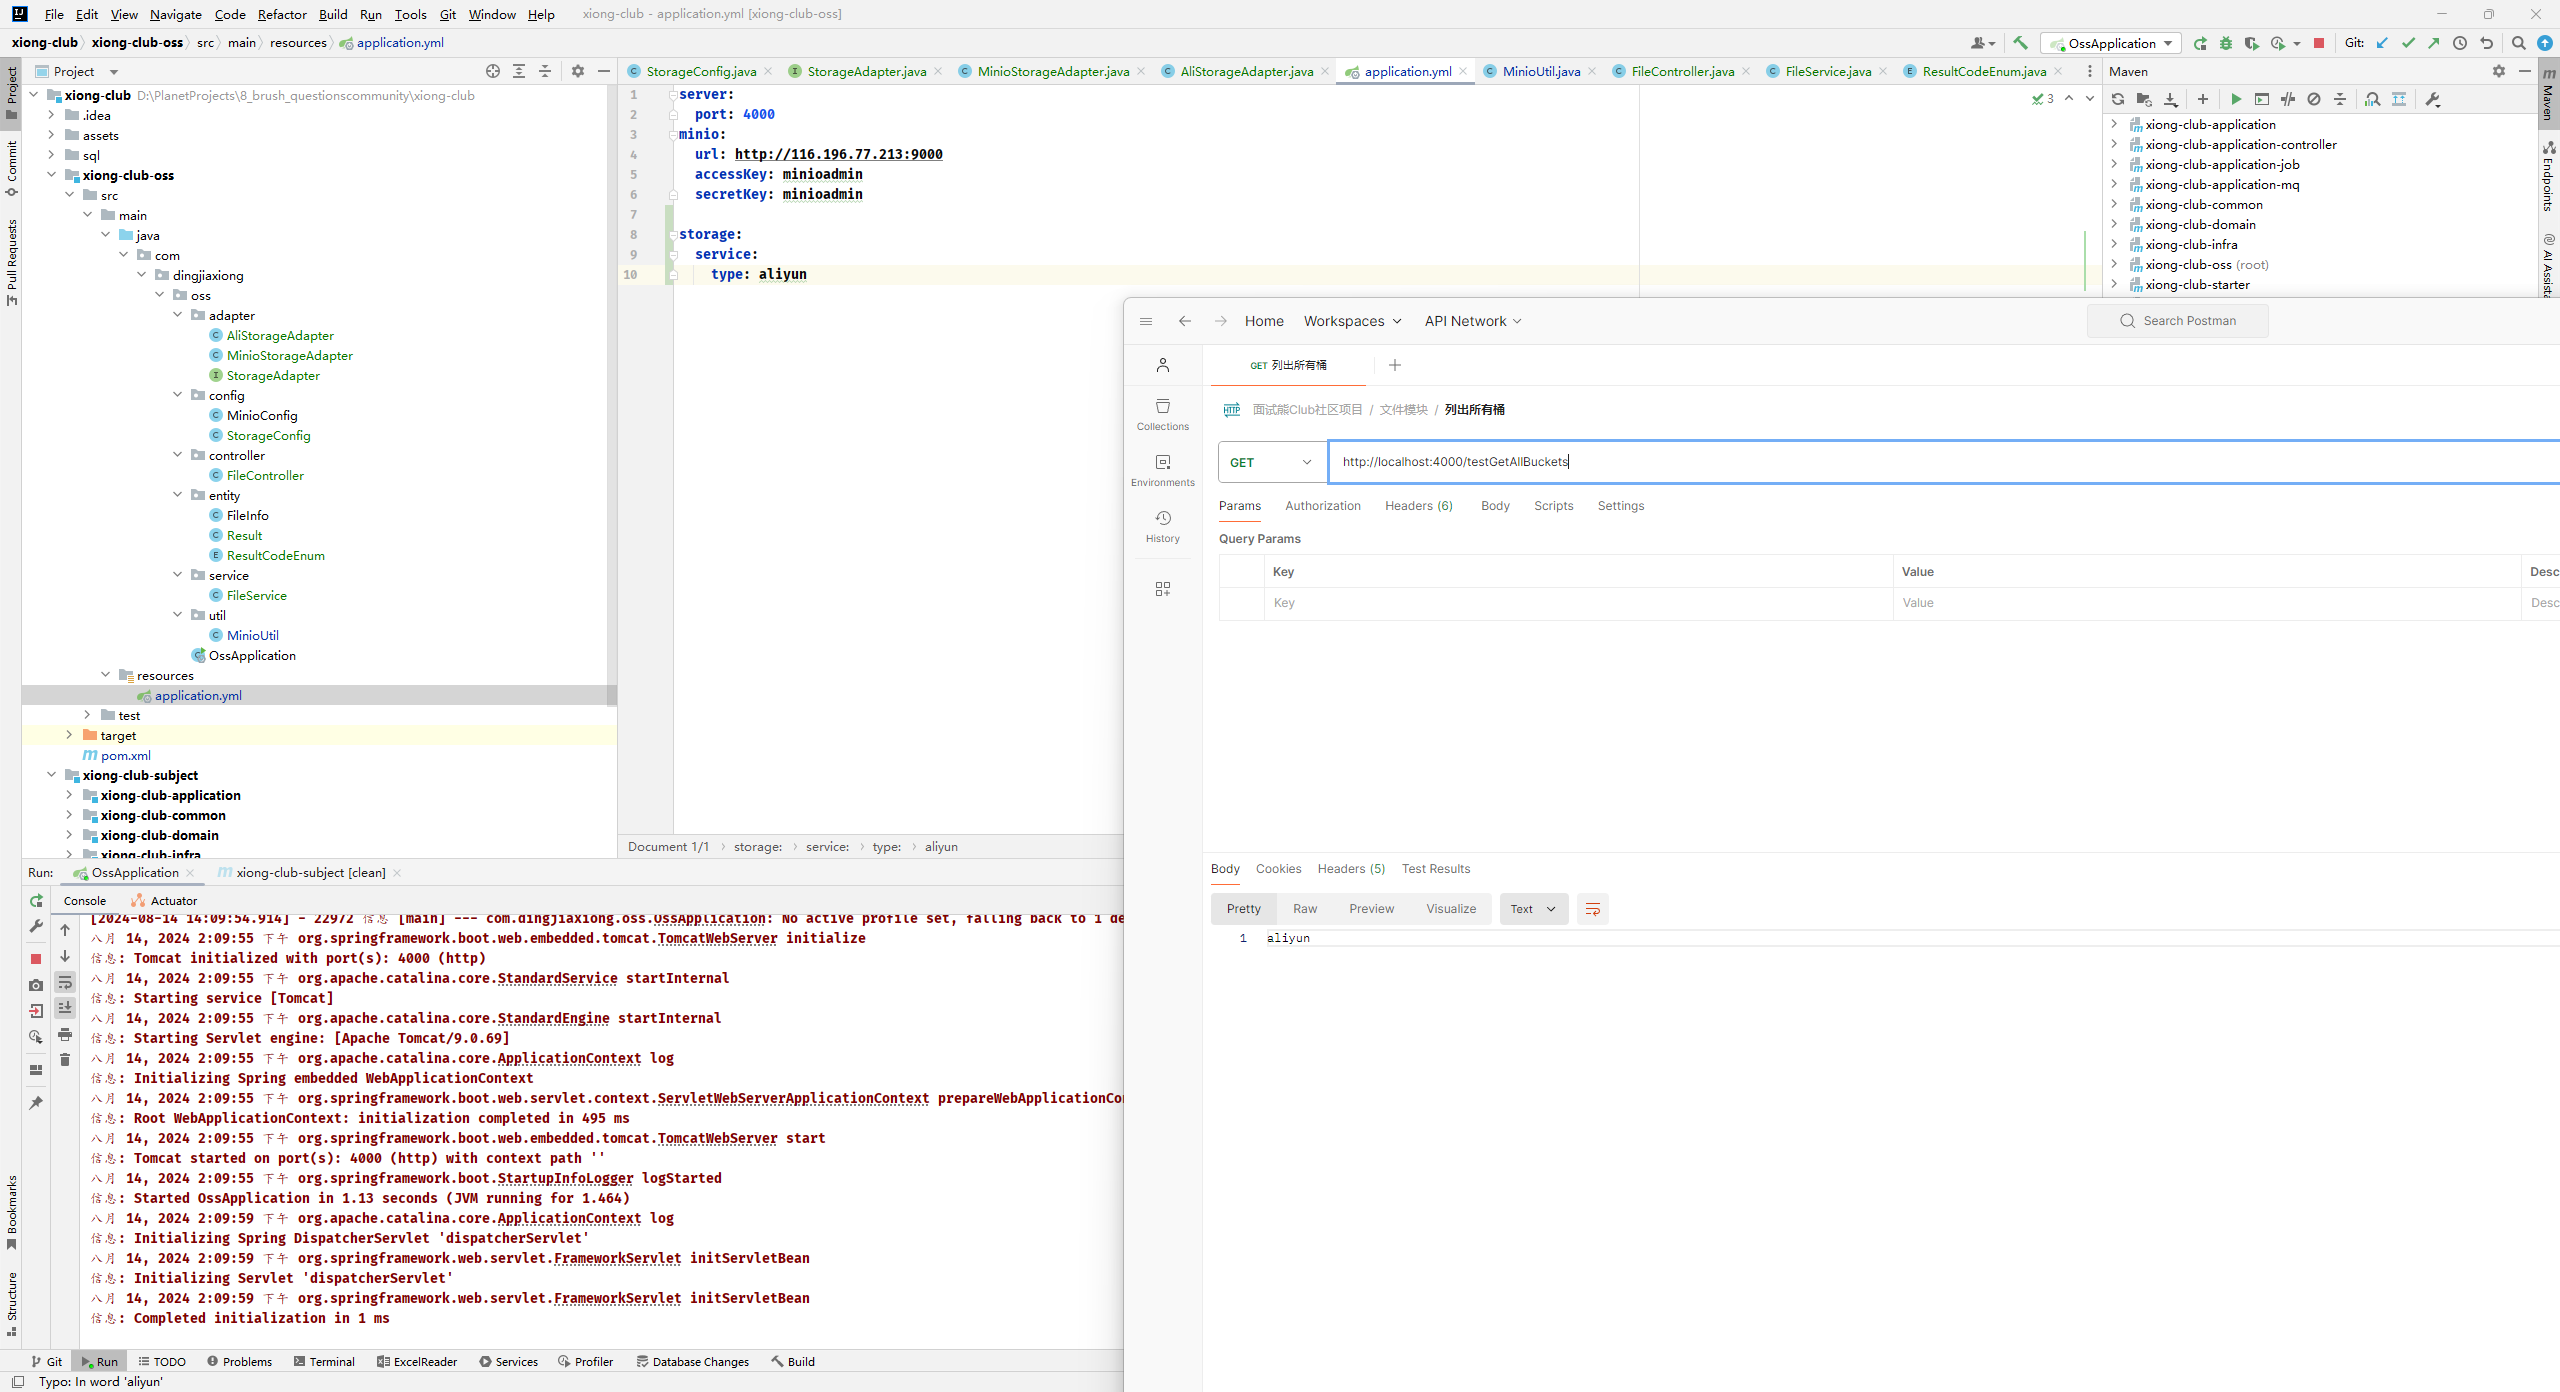 File Edit View Navigate Code Refactor Build Run Tools Git Window Help xiong-club - application.yml [xiong-club-oss]
xiong-club xiong-club-oss src main resources application.yml OssApplication Git:
Project StorageConfig.java StorageAdapter.java MinioStorageAdapter.java AliStorageAdapter.java application.yml MinioUtil.java FileController.java FileService.java ResultCodeEnum.java Maven
Project
Commit
Pull Requests
Bookmarks
Structure
xiong-club D:\PlanetProjects\8_brush_questionscommunity\xiong-club
.idea
assets
sql
xiong-club-oss
src
main
java
com
dingjiaxiong
oss
adapter
AliStorageAdapter
MinioStorageAdapter
StorageAdapter
config
MinioConfig
StorageConfig
controller
FileController
entity
FileInfo
Result
ResultCodeEnum
service
FileService
util
MinioUtil
OssApplication
resources
application.yml
test
target
pom.xml
xiong-club-subject
xiong-club-application
xiong-club-common
xiong-club-domain
xiong-club-infra
1 server:
2 port: 4000
3 minio:
4 url: http://116.196.77.213:9000
5 accessKey: minioadmin
6 secretKey: minioadmin
7
8 storage:
9 service:
10 type: aliyun
3
Document 1/1 storage: service: type: aliyun
xiong-club-application
xiong-club-application-controller
xiong-club-application-job
xiong-club-application-mq
xiong-club-common
xiong-club-domain
xiong-club-infra
xiong-club-oss (root)
xiong-club-starter
Maven
Endpoints
AI Assista
Home Workspaces API Network Search Postman
GET 列出所有桶
HTTP 面试熊Club社区项目 / 文件模块 / 列出所有桶
Collections
Environments
History
GET http://localhost:4000/testGetAllBuckets
Params Authorization Headers (6) Body Scripts Settings
Query Params
Key Value Desc
Key Value Desc
Body Cookies Headers (5) Test Results
Pretty Raw Preview Visualize Text
1 aliyun
Run: OssApplication xiong-club-subject [clean]
Console Actuator
[2024-08-14 14:09:54.914] - 22972 信息 [main] --- com.dingjiaxiong.oss.OssApplication: No active profile set, falling back to 1 de
八月 14, 2024 2:09:55 下午 org.springframework.boot.web.embedded.tomcat.TomcatWebServer initialize
信息: Tomcat initialized with port(s): 4000 (http)
八月 14, 2024 2:09:55 下午 org.apache.catalina.core.StandardService startInternal
信息: Starting service [Tomcat]
八月 14, 2024 2:09:55 下午 org.apache.catalina.core.StandardEngine startInternal
信息: Starting Servlet engine: [Apache Tomcat/9.0.69]
八月 14, 2024 2:09:55 下午 org.apache.catalina.core.ApplicationContext log
信息: Initializing Spring embedded WebApplicationContext
八月 14, 2024 2:09:55 下午 org.springframework.boot.web.servlet.context.ServletWebServerApplicationContext prepareWebApplicationCo
信息: Root WebApplicationContext: initialization completed in 495 ms
八月 14, 2024 2:09:55 下午 org.springframework.boot.web.embedded.tomcat.TomcatWebServer start
信息: Tomcat started on port(s): 4000 (http) with context path ''
八月 14, 2024 2:09:55 下午 org.springframework.boot.StartupInfoLogger logStarted
信息: Started OssApplication in 1.13 seconds (JVM running for 1.464)
八月 14, 2024 2:09:59 下午 org.apache.catalina.core.ApplicationContext log
信息: Initializing Spring DispatcherServlet 'dispatcherServlet'
八月 14, 2024 2:09:59 下午 org.springframework.web.servlet.FrameworkServlet initServletBean
信息: Initializing Servlet 'dispatcherServlet'
八月 14, 2024 2:09:59 下午 org.springframework.web.servlet.FrameworkServlet initServletBean
信息: Completed initialization in 1 ms
Git Run TODO Problems Terminal ExcelReader Services Profiler Database Changes Build
Typo: In word 'aliyun'